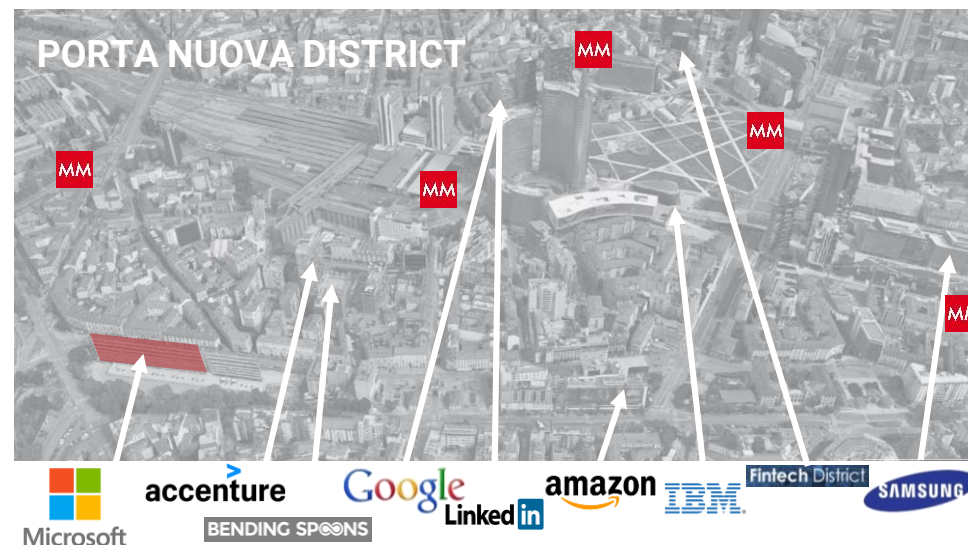 PORTA NUOVA DISTRICT
MM
MM
MM
MM
MM
Microsoft
accenture
BENDING SPOONS
Google
Linked in
amazon
IBM.
Fintech District
SAMSUNG